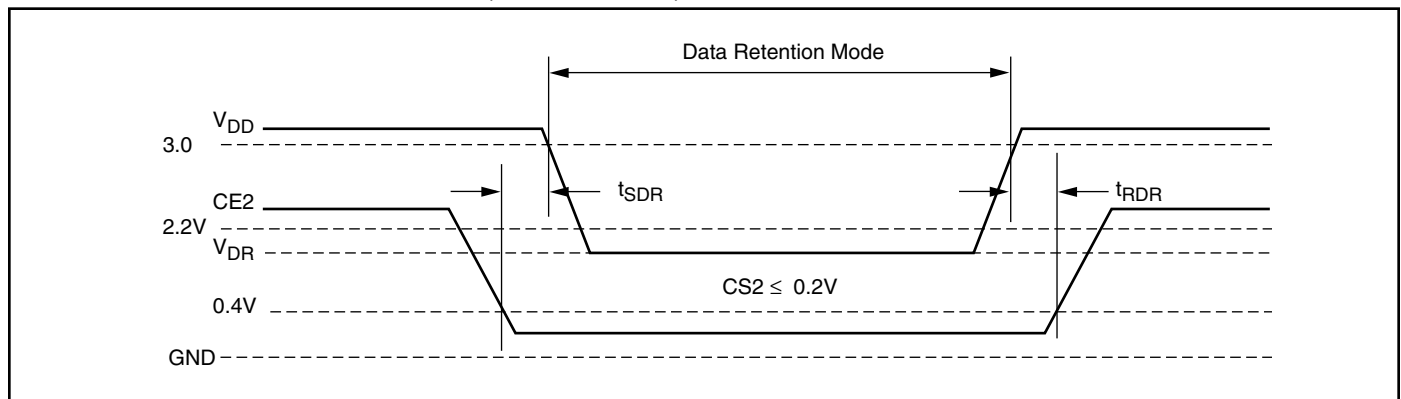 Data Retention Mode
VDD
3.0
tSDR
tRDR
CE2
2.2V
VDR
CS2 ≤ 0.2V
0.4V
GND